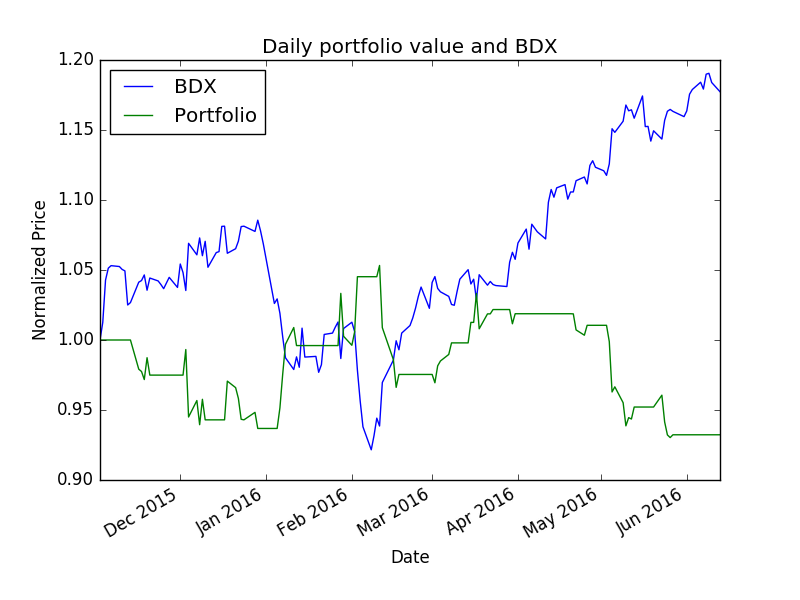 Daily portfolio value and BDX
BDX
Portfolio
1.20
1.15
1.10
1.05
1.00
0.95
0.90
Normalized Price
Dec 2015
Jan 2016
Feb 2016
Mar 2016
Apr 2016
May 2016
Jun 2016
Date